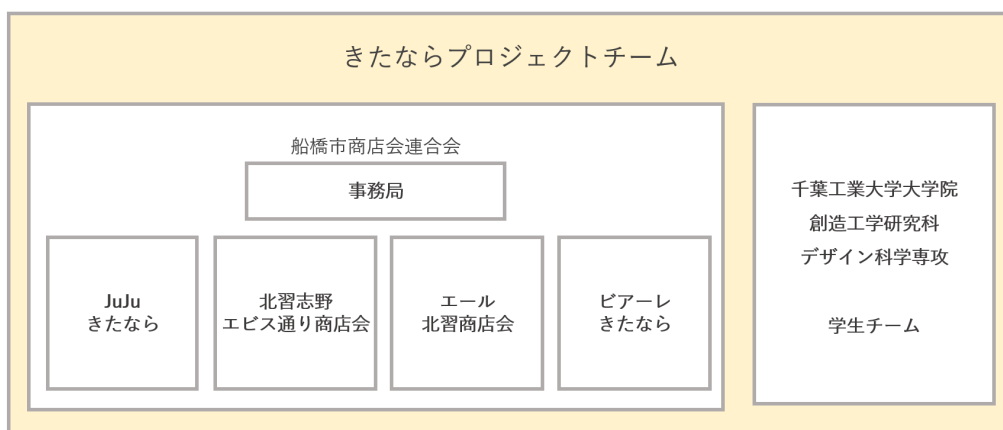 きたならプロジェクトチーム
船橋市商店会連合会
事務局
JuJu
きたなら
北習志野
エビス通り商店会
エール
北習商店会
ビアーレ
きたなら
千葉工業大学大学院
創造工学研究科
デザイン科学専攻
学生チーム